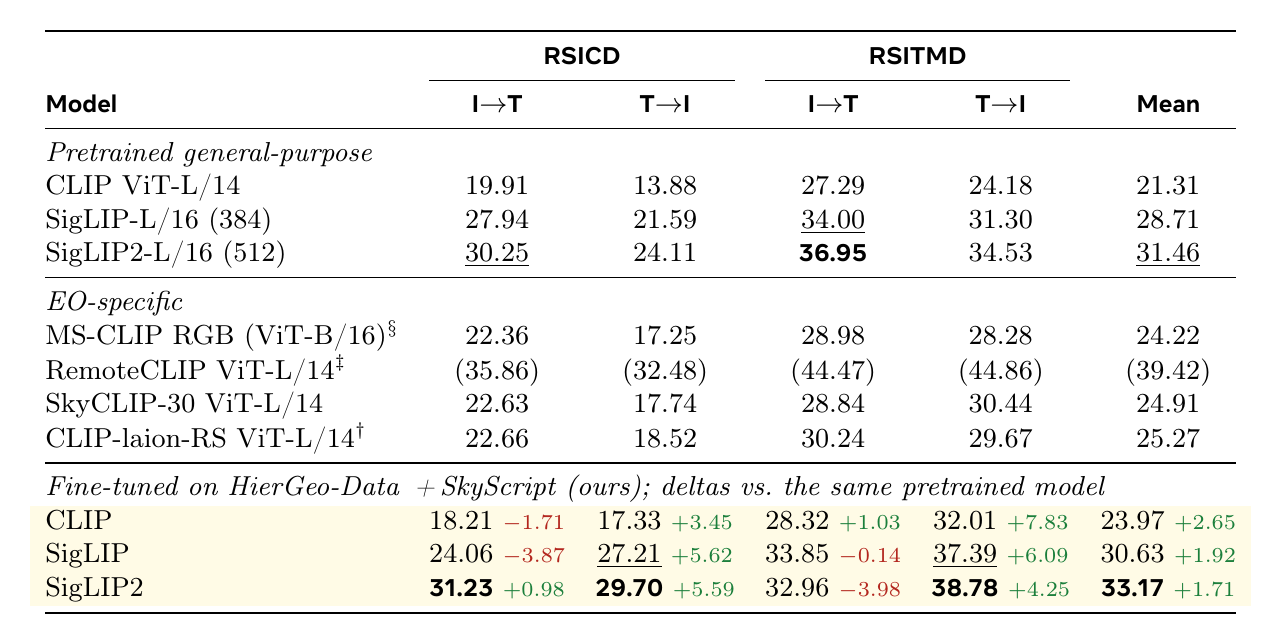 RSICD RSITMD
Model I→T T→I I→T T→I Mean
Pretrained general-purpose
CLIP ViT-L/14 19.91 13.88 27.29 24.18 21.31
SigLIP-L/16 (384) 27.94 21.59 34.00 31.30 28.71
SigLIP2-L/16 (512) 30.25 24.11 36.95 34.53 31.46
EO-specific
MS-CLIP RGB (ViT-B/16)§ 22.36 17.25 28.98 28.28 24.22
RemoteCLIP ViT-L/14‡ (35.86) (32.48) (44.47) (44.86) (39.42)
SkyCLIP-30 ViT-L/14 22.63 17.74 28.84 30.44 24.91
CLIP-laion-RS ViT-L/14† 22.66 18.52 30.24 29.67 25.27
Fine-tuned on HierGeo-Data + SkyScript (ours); deltas vs. the same pretrained model
CLIP 18.21 −1.71 17.33 +3.45 28.32 +1.03 32.01 +7.83 23.97 +2.65
SigLIP 24.06 −3.87 27.21 +5.62 33.85 −0.14 37.39 +6.09 30.63 +1.92
SigLIP2 31.23 +0.98 29.70 +5.59 32.96 −3.98 38.78 +4.25 33.17 +1.71